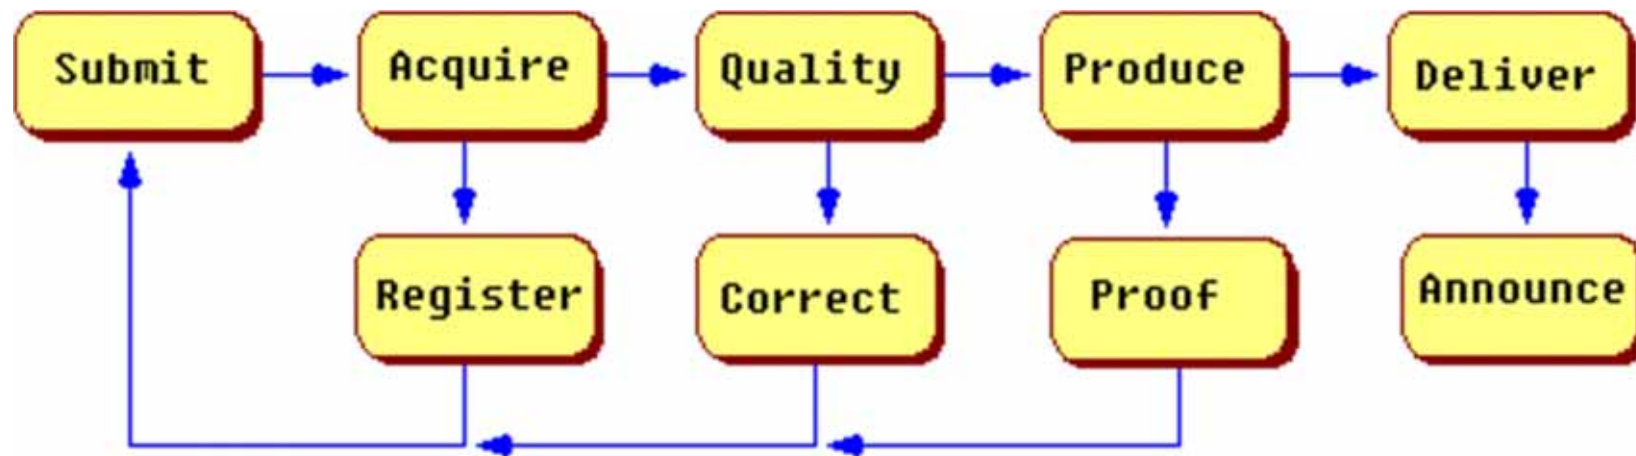 Submit
Acquire
Quality
Produce
Deliver
Register
Correct
Proof
Announce